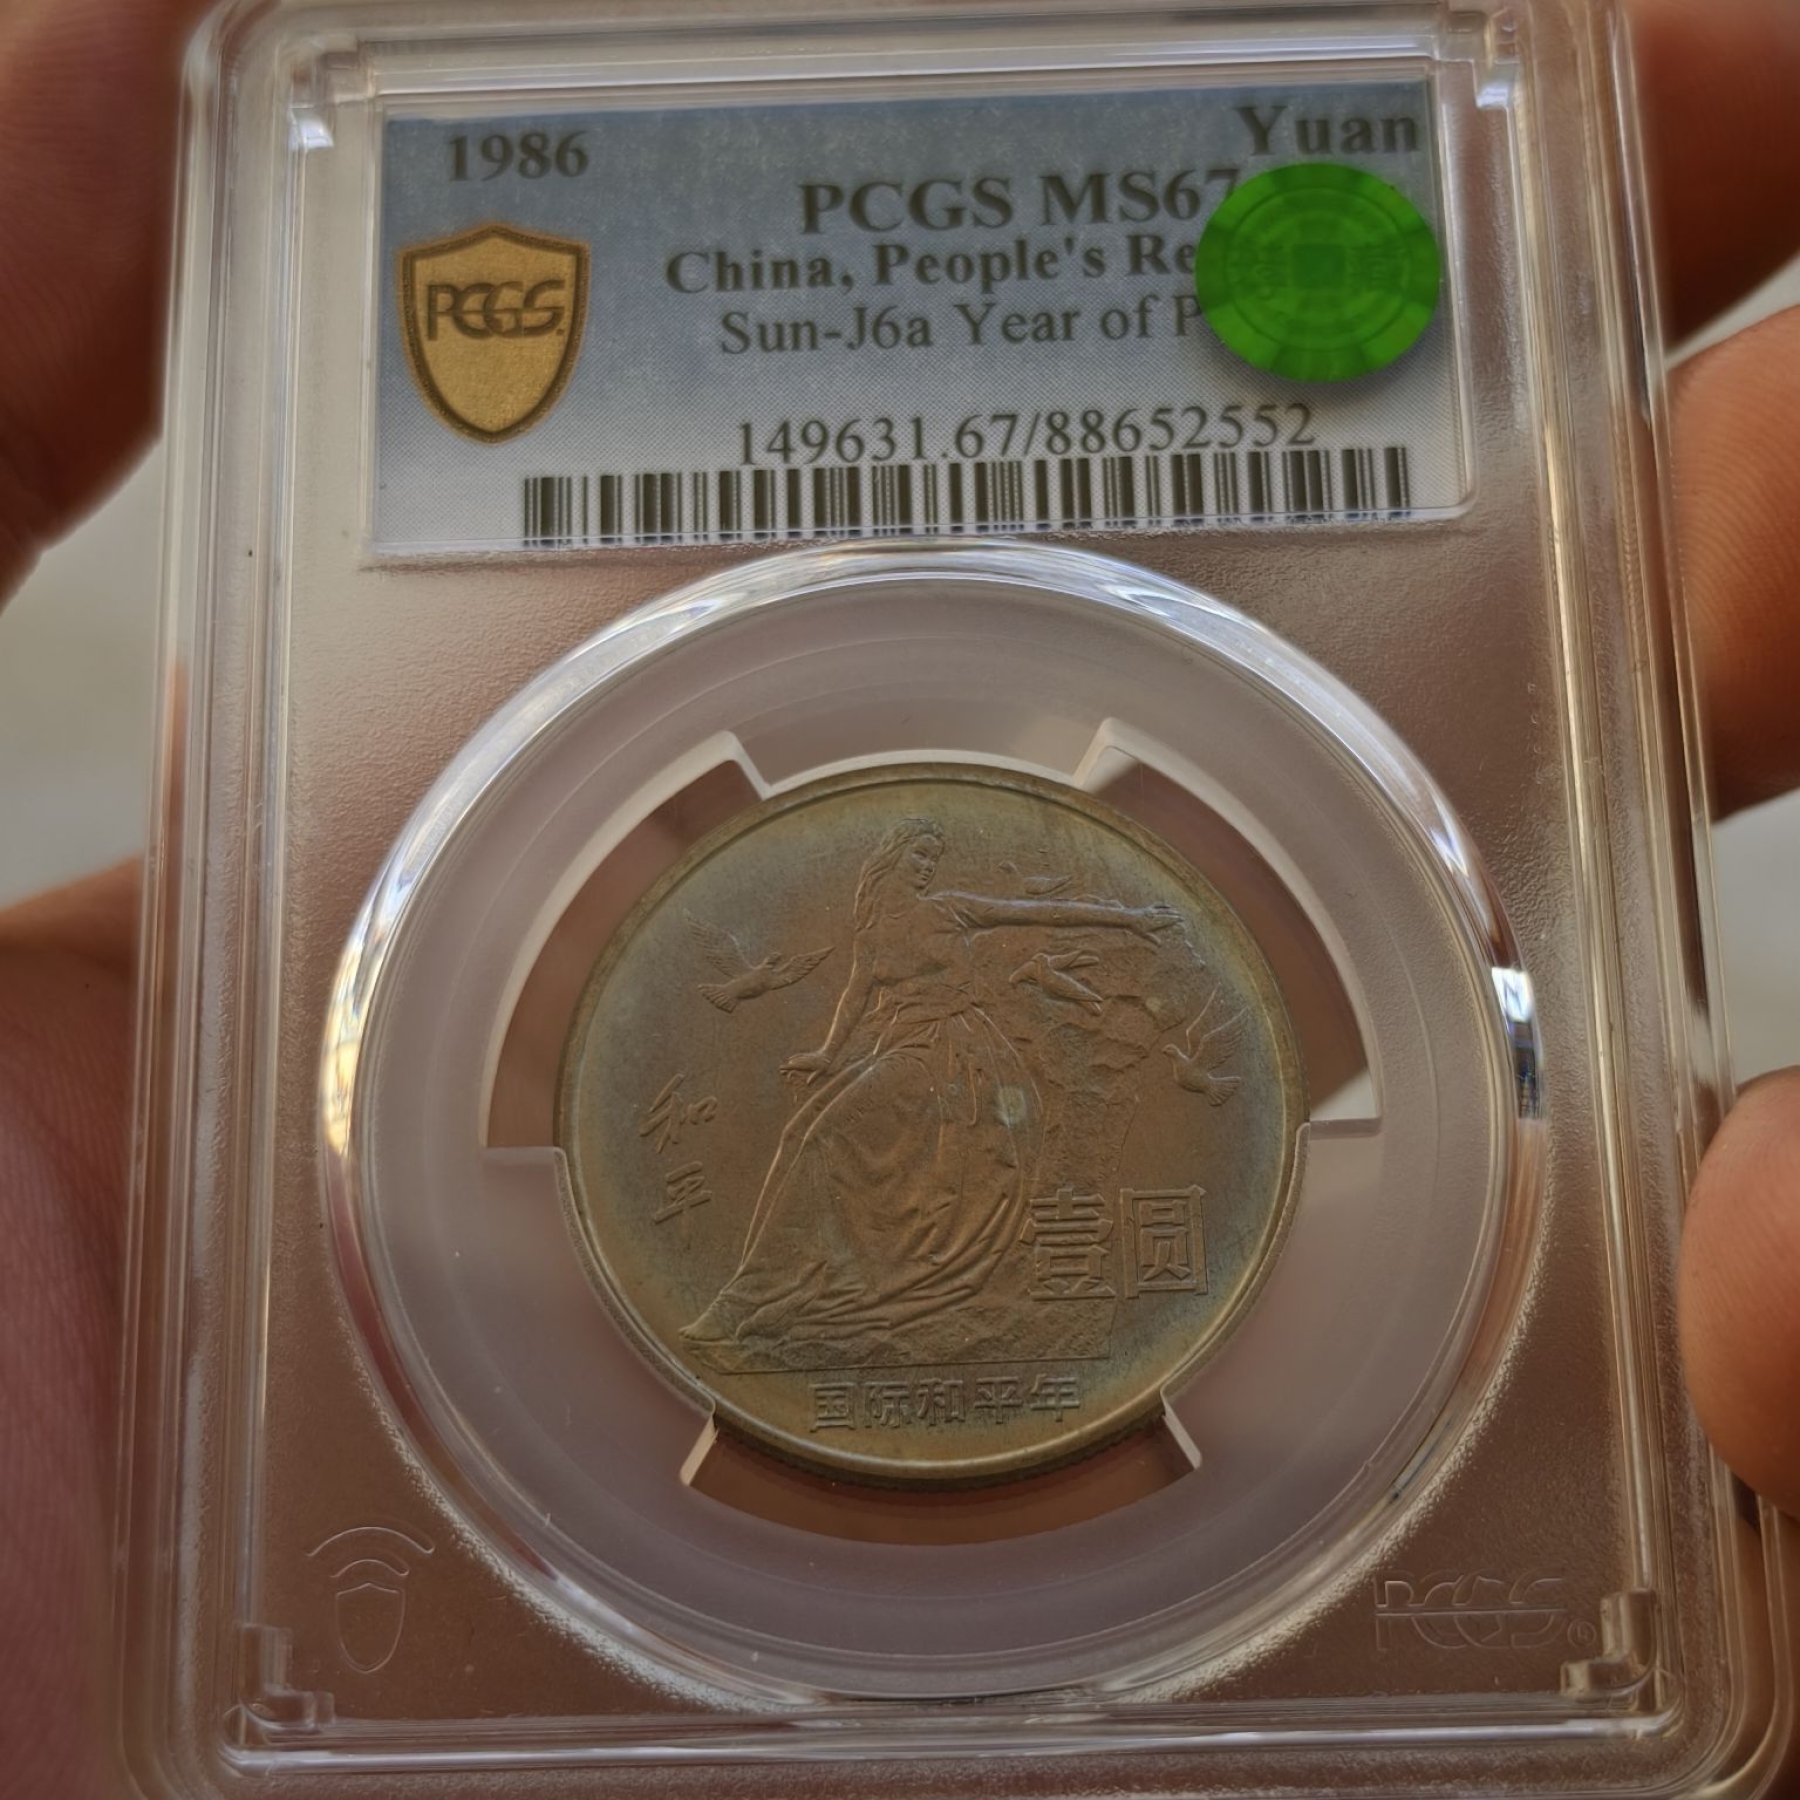 1986 Yuan
PCGS MS67
China, People's Re
Sun-J6a Year of P
PCGS
149631.67/88652552
和
平
壹圆
国际和平年
PCGS